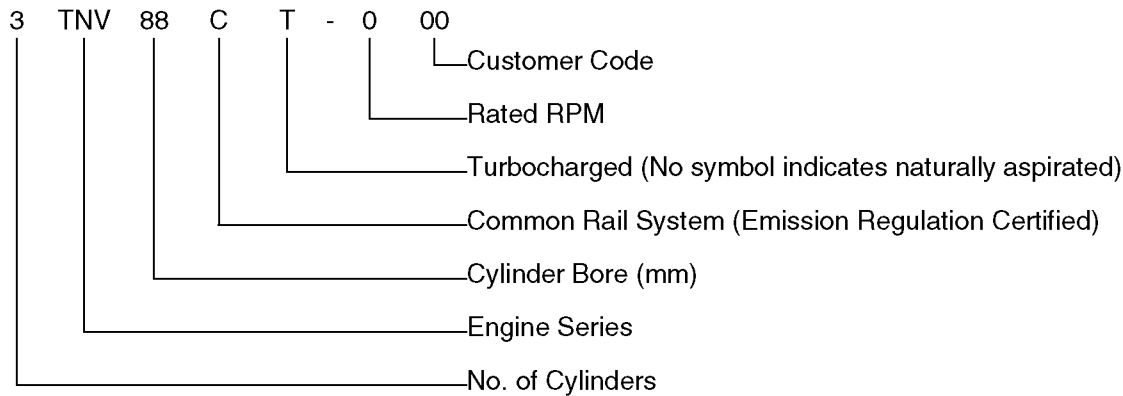 3 TNV 88 C T - 0 00
Customer Code
Rated RPM
Turbocharged (No symbol indicates naturally aspirated)
Common Rail System (Emission Regulation Certified)
Cylinder Bore (mm)
Engine Series
No. of Cylinders